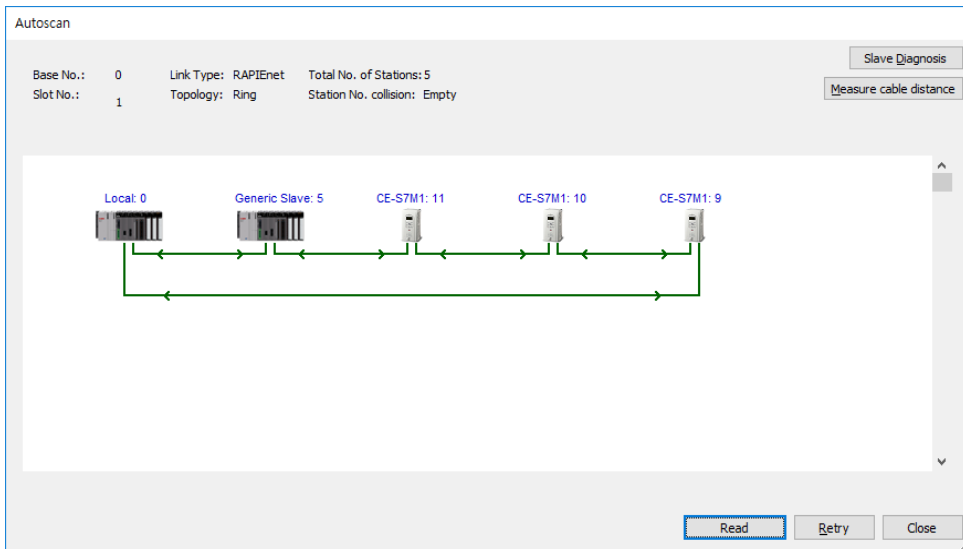 Autoscan
Slave Diagnosis
Base No.: 0 Link Type: RAPIEnet Total No. of Stations: 5
Measure cable distance
Slot No.: 1 Topology: Ring Station No. collision: Empty
Local: 0 Generic Slave: 5 CE-S7M1: 11 CE-S7M1: 10 CE-S7M1: 9
Read Retry Close